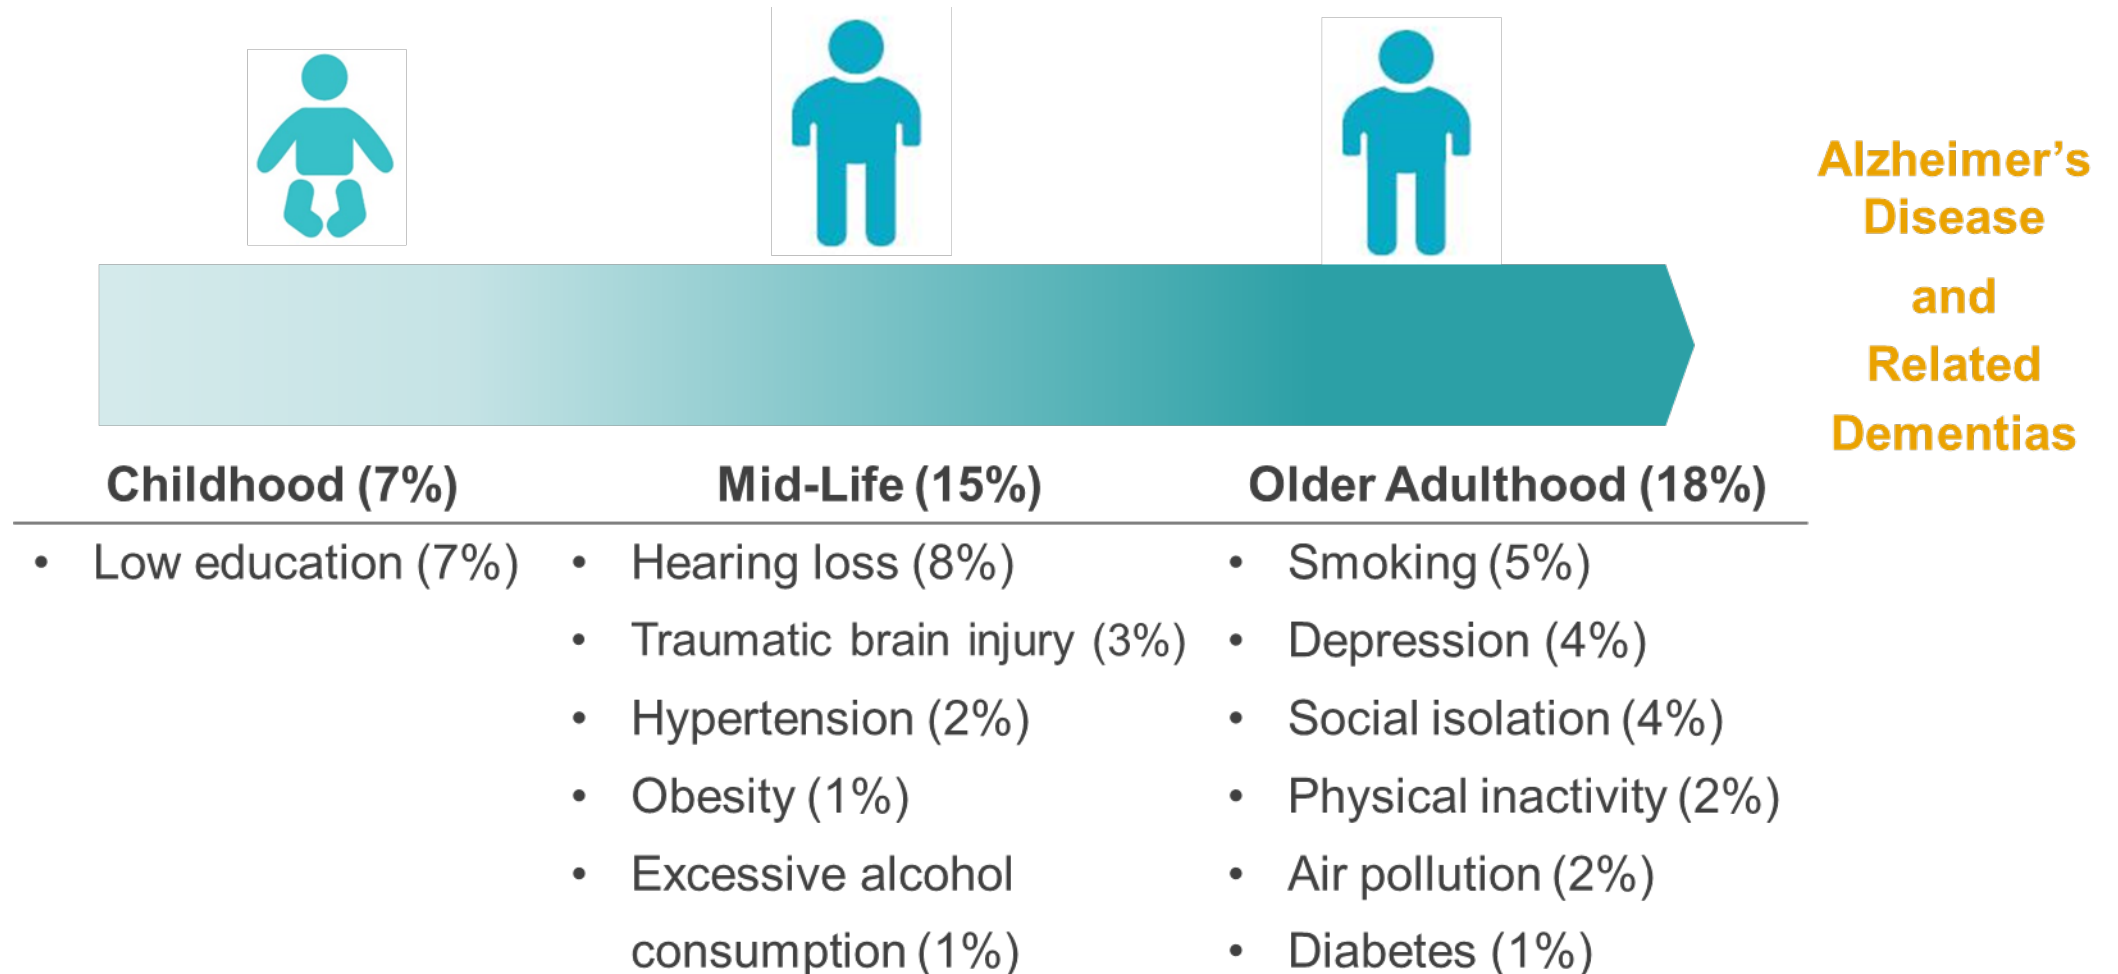 Alzheimer’s
Disease
and
Related
Dementias
Childhood (7%)
• Low education (7%)
Mid-Life (15%)
• Hearing loss (8%)
• Traumatic brain injury (3%)
• Hypertension (2%)
• Obesity (1%)
• Excessive alcohol
consumption (1%)
Older Adulthood (18%)
• Smoking (5%)
• Depression (4%)
• Social isolation (4%)
• Physical inactivity (2%)
• Air pollution (2%)
• Diabetes (1%)